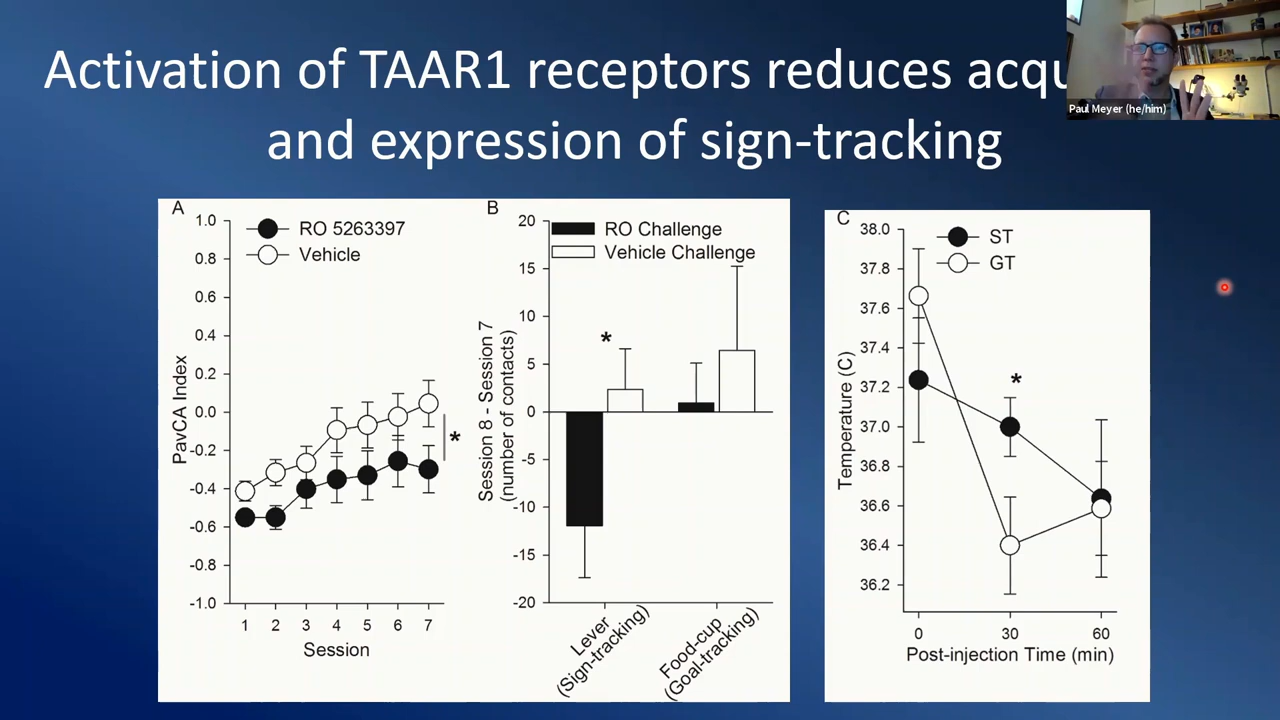 Activation of TAAR1 receptors reduces acqu
and expression of sign-tracking
Paul Meyer (he/him)
A
RO 5263397
Vehicle
1.0
0.8
0.6
0.4
0.2
0.0
-0.2
-0.4
-0.6
-0.8
-1.0
PavCA Index
1 2 3 4 5 6 7
Session
B
RO Challenge
Vehicle Challenge
20
15
10
5
0
-5
-10
-15
-20
Session 8 - Session 7
(number of contacts)
*
*
Lever
(Sign-tracking)
Food-cup
(Goal-tracking)
C
ST
GT
38.0
37.8
37.6
37.4
37.2
37.0
36.8
36.6
36.4
36.2
Temperature (C)
*
0 30 60
Post-injection Time (min)